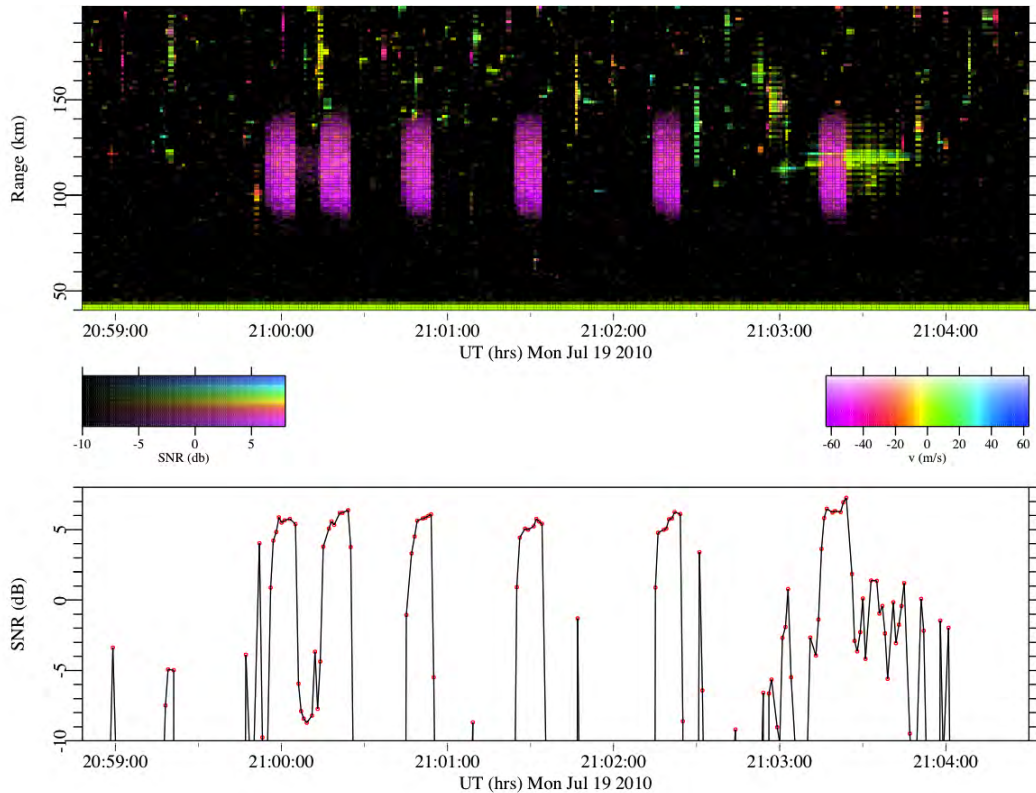 150
100
50
Range (km)
20:59:00 21:00:00 21:01:00 21:02:00 21:03:00 21:04:00
UT (hrs) Mon Jul 19 2010
-10 -5 0 5
SNR (db)
-60 -40 -20 0 20 40 60
v (m/s)
5
0
-5
-10
SNR (dB)
20:59:00 21:00:00 21:01:00 21:02:00 21:03:00 21:04:00
UT (hrs) Mon Jul 19 2010